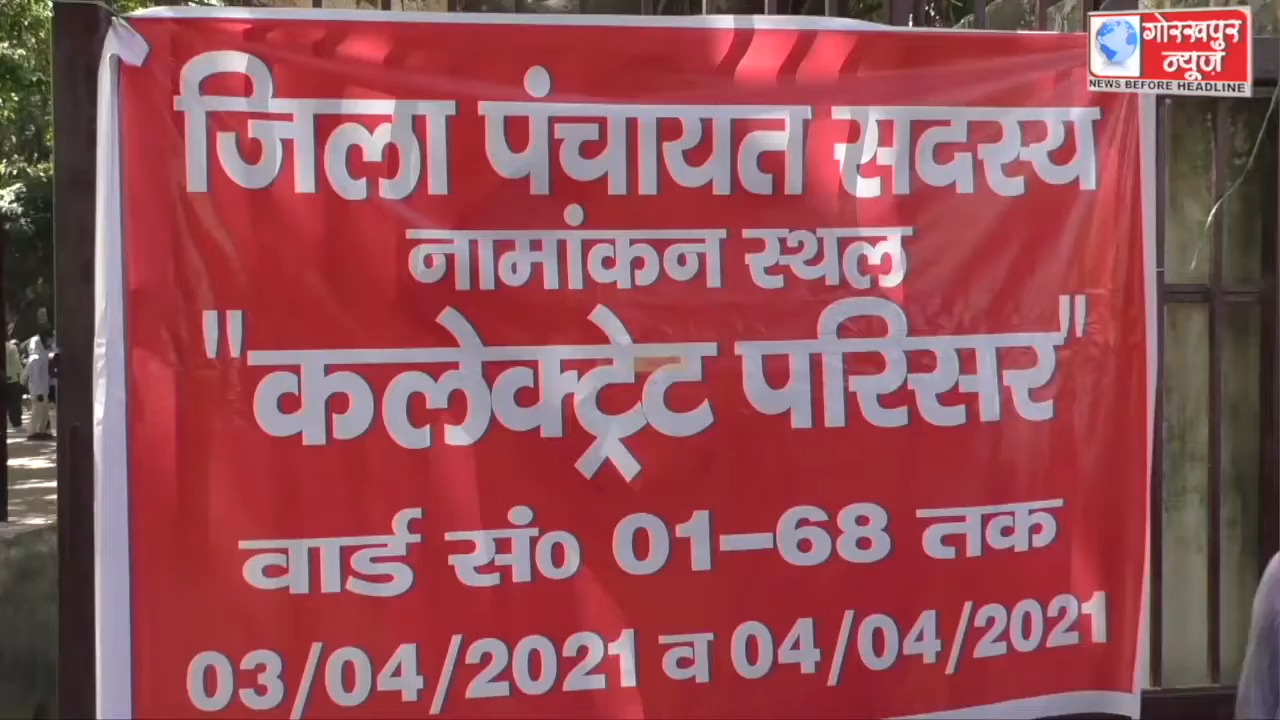 गोरखपुर
न्यूज़
NEWS BEFORE HEADLINE
जिला पंचायत सदस्य
नामांकन स्थल
"कलेक्ट्रेट परिसर"
वार्ड सं० 01-68 तक
03/04/2021 व 04/04/2021